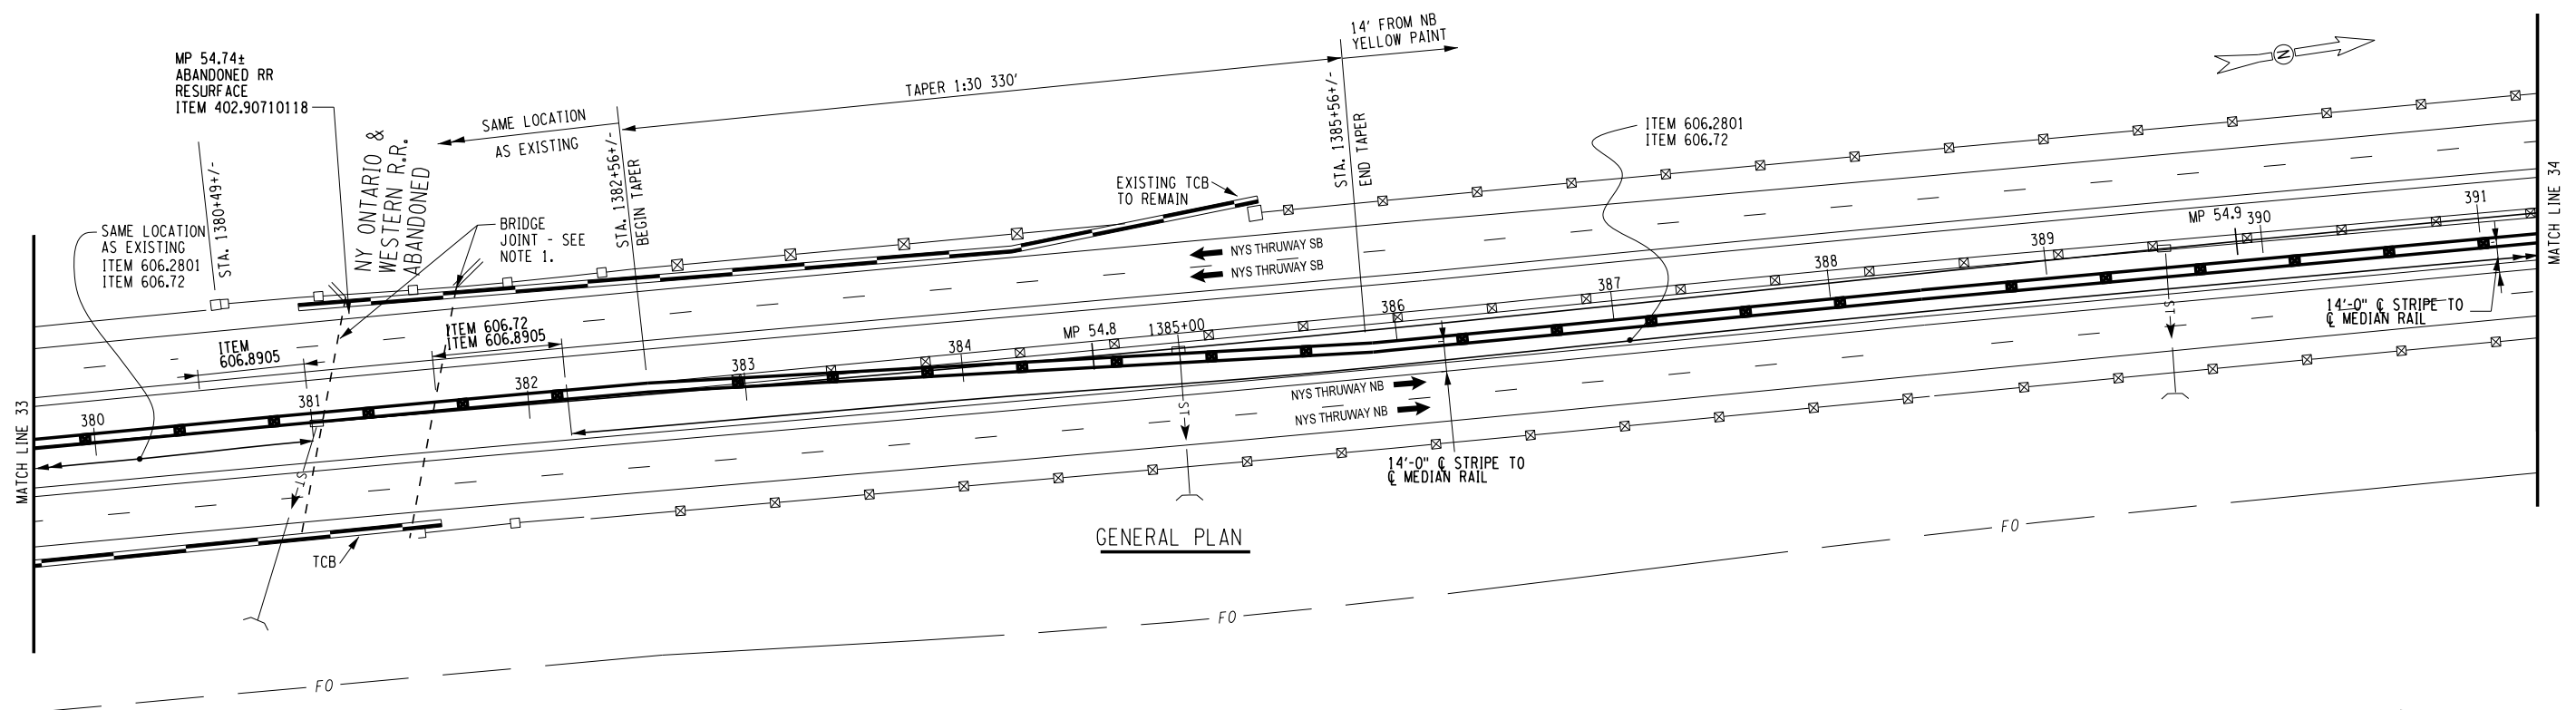 MP 54.74±
ABANDONED RR
RESURFACE
ITEM 402.90710118
STA. 1380+49+/-
SAME LOCATION
AS EXISTING
ITEM 606.2801
ITEM 606.72
NY ONTARIO &
WESTERN R.R.
ABANDONED
SAME LOCATION
AS EXISTING
STA. 1382+56+/-
BEGIN TAPER
TAPER 1:30 330'
14' FROM NB
YELLOW PAINT
STA. 1385+56+/-
END TAPER
BRIDGE
JOINT - SEE
NOTE 1.
EXISTING TCB
TO REMAIN
NYS THRUWAY SB
NYS THRUWAY SB
ITEM 606.2801
ITEM 606.72
N
MATCH LINE 33
MATCH LINE 34
ITEM
606.8905
ITEM 606.72
ITEM 606.8905
380
381
382
383
384
MP 54.8
1385+00
386
387
388
389
MP 54.9
390
391
ST
ST
ST
NYS THRUWAY NB
NYS THRUWAY NB
14'-0" ℄ STRIPE TO
℄ MEDIAN RAIL
14'-0" ℄ STRIPE TO
℄ MEDIAN RAIL
TCB
GENERAL PLAN
FO
FO
FO